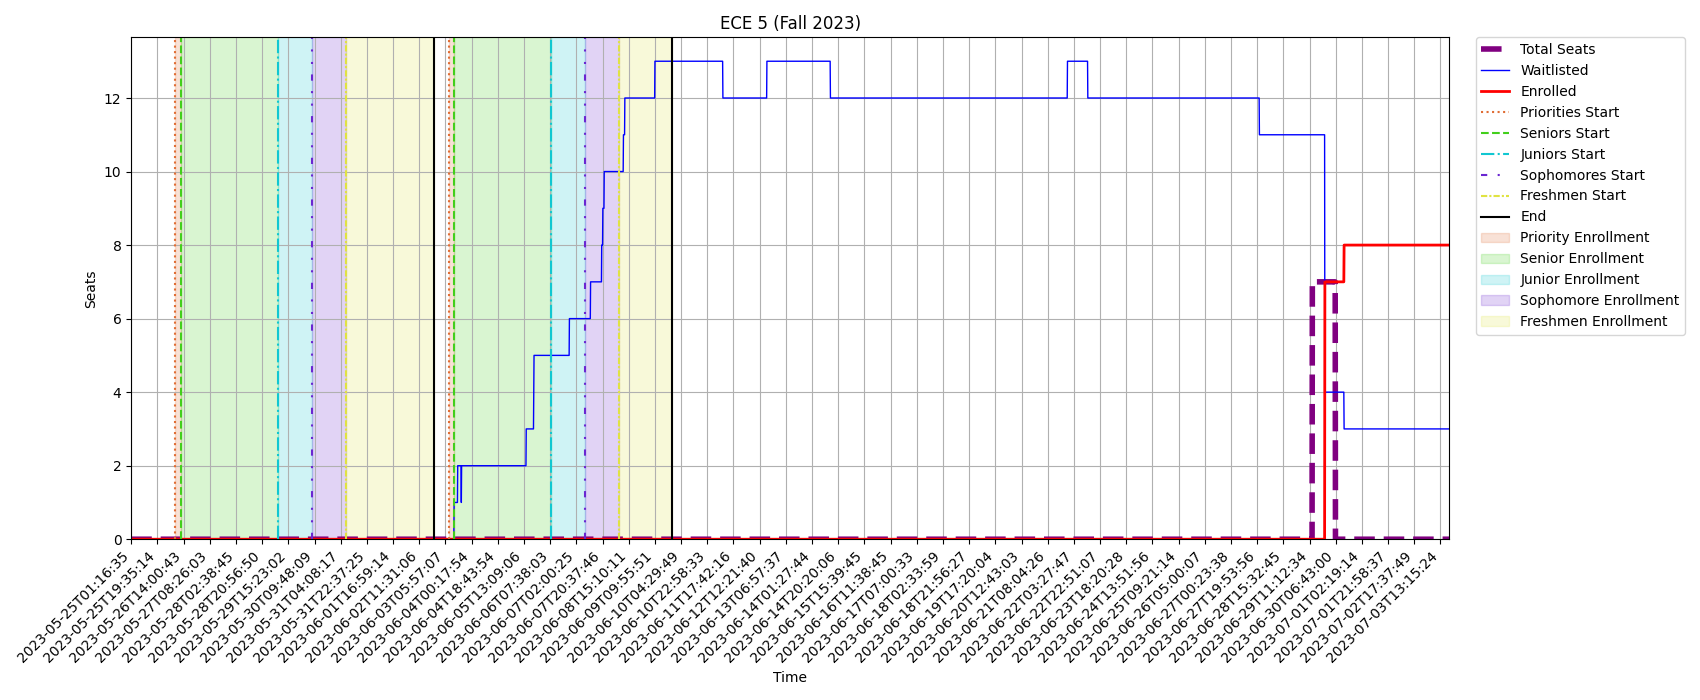 ECE 5 (Fall 2023)
Seats
12
10
8
6
4
2
0
2023-05-25T01:16:35
2023-05-25T19:35:14
2023-05-26T14:00:43
2023-05-27T08:26:03
2023-05-28T02:38:45
2023-05-28T20:56:50
2023-05-29T15:23:02
2023-05-30T09:48:09
2023-05-31T04:08:17
2023-05-31T22:37:25
2023-06-01T16:59:14
2023-06-02T11:31:06
2023-06-03T05:57:07
2023-06-04T00:17:54
2023-06-04T18:43:54
2023-06-05T13:09:06
2023-06-06T07:38:03
2023-06-07T02:00:25
2023-06-07T20:37:46
2023-06-08T15:10:11
2023-06-09T09:55:51
2023-06-10T04:29:49
2023-06-10T22:58:33
2023-06-11T17:42:16
2023-06-12T12:21:40
2023-06-13T06:57:37
2023-06-14T01:27:44
2023-06-14T20:20:06
2023-06-15T15:39:45
2023-06-16T11:38:45
2023-06-17T07:00:33
2023-06-18T02:33:59
2023-06-18T21:56:27
2023-06-19T17:20:04
2023-06-20T12:43:03
2023-06-21T08:04:26
2023-06-22T03:27:47
2023-06-22T22:51:07
2023-06-23T18:20:28
2023-06-24T13:51:56
2023-06-25T09:21:14
2023-06-26T05:00:07
2023-06-27T00:23:38
2023-06-27T19:53:56
2023-06-28T15:32:45
2023-06-29T11:12:34
2023-06-30T06:43:00
2023-07-01T02:19:14
2023-07-01T21:58:37
2023-07-02T17:37:49
2023-07-03T13:15:24
Time
Total Seats
Waitlisted
Enrolled
Priorities Start
Seniors Start
Juniors Start
Sophomores Start
Freshmen Start
End
Priority Enrollment
Senior Enrollment
Junior Enrollment
Sophomore Enrollment
Freshmen Enrollment